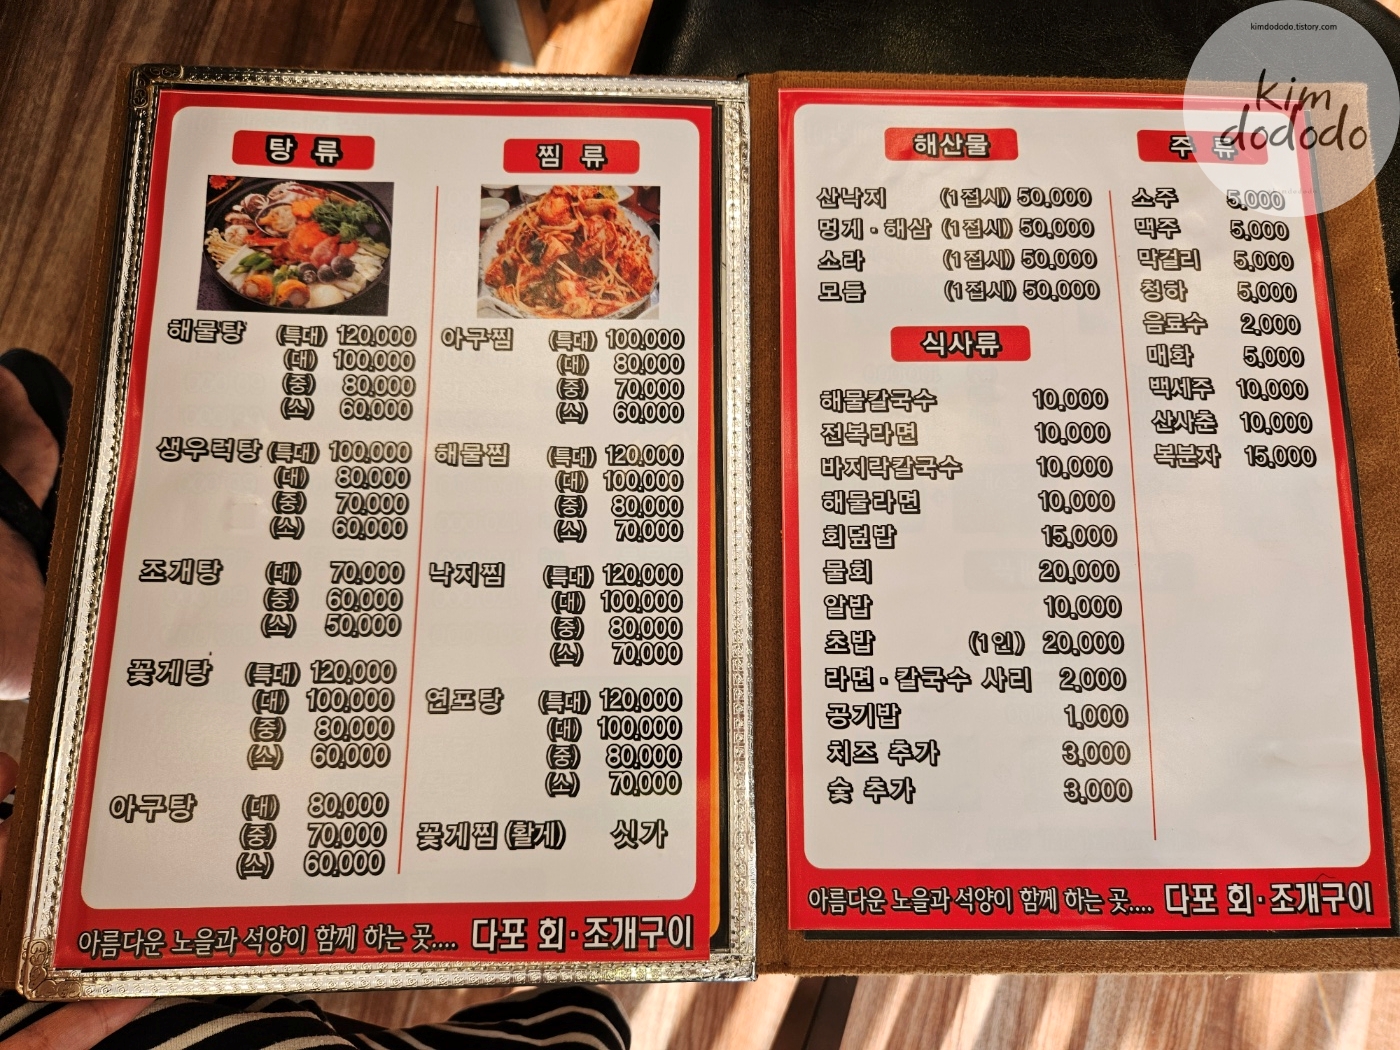 탕 류
해물탕 (특대) 120,000
(대) 100,000
(중) 80,000
(소) 60,000
생우럭탕 (특대) 100,000
(대) 80,000
(중) 70,000
(소) 60,000
조개탕 (대) 70,000
(중) 60,000
(소) 50,000
꽃게탕 (특대) 120,000
(대) 100,000
(중) 80,000
(소) 60,000
아구탕 (대) 80,000
(중) 70,000
(소) 60,000
찜 류
아구찜 (특대) 100,000
(대) 80,000
(중) 70,000
(소) 60,000
해물찜 (특대) 120,000
(대) 100,000
(중) 80,000
(소) 70,000
낙지찜 (특대) 120,000
(대) 100,000
(중) 80,000
(소) 70,000
연포탕 (특대) 120,000
(대) 100,000
(중) 80,000
(소) 70,000
꽃게찜 (활게) 싯가
아름다운 노을과 석양이 함께 하는 곳.... 다포 회·조개구이
해산물
산낙지 (1접시) 50,000
멍게·해삼 (1접시) 50,000
소라 (1접시) 50,000
모듬 (1접시) 50,000
식사류
해물칼국수 10,000
전복라면 10,000
바지락칼국수 10,000
해물라면 10,000
회덮밥 15,000
물회 20,000
알밥 10,000
초밥 (1인) 20,000
라면·칼국수 사리 2,000
공기밥 1,000
치즈 추가 3,000
숯 추가 3,000
주 류
소주 5,000
맥주 5,000
막걸리 5,000
청하 5,000
음료수 2,000
매화 5,000
백세주 10,000
산사춘 10,000
복분자 15,000
아름다운 노을과 석양이 함께 하는 곳.... 다포 회·조개구이
kimdododo.tistory.com
kim
dododo